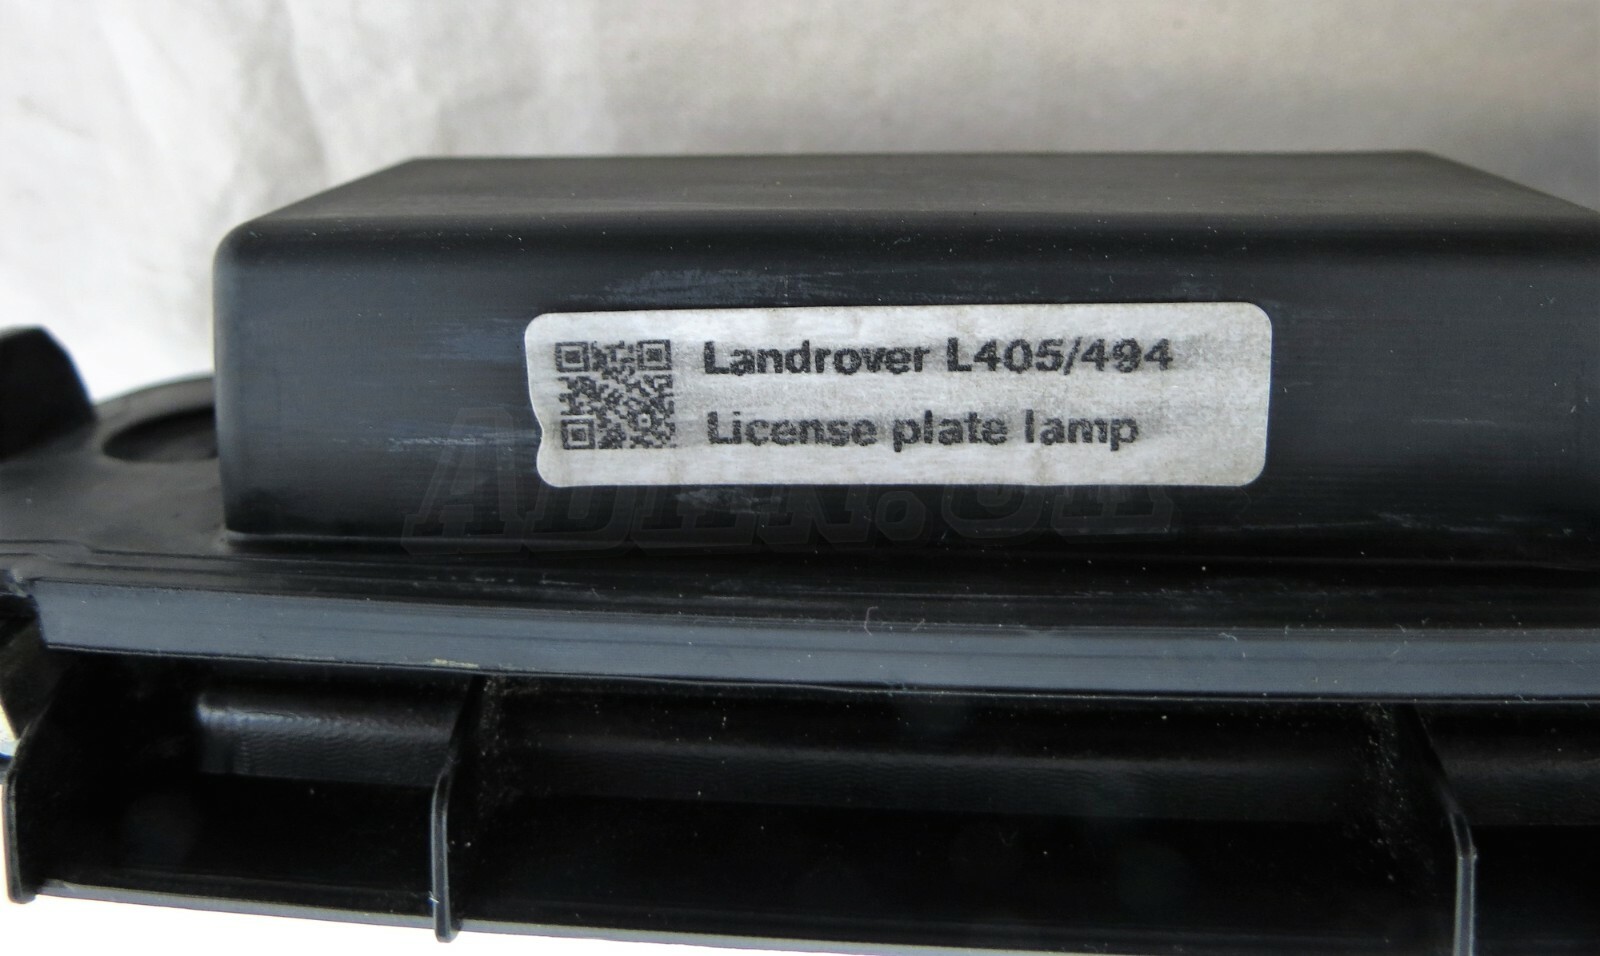 Landrover L405/494
License plate lamp